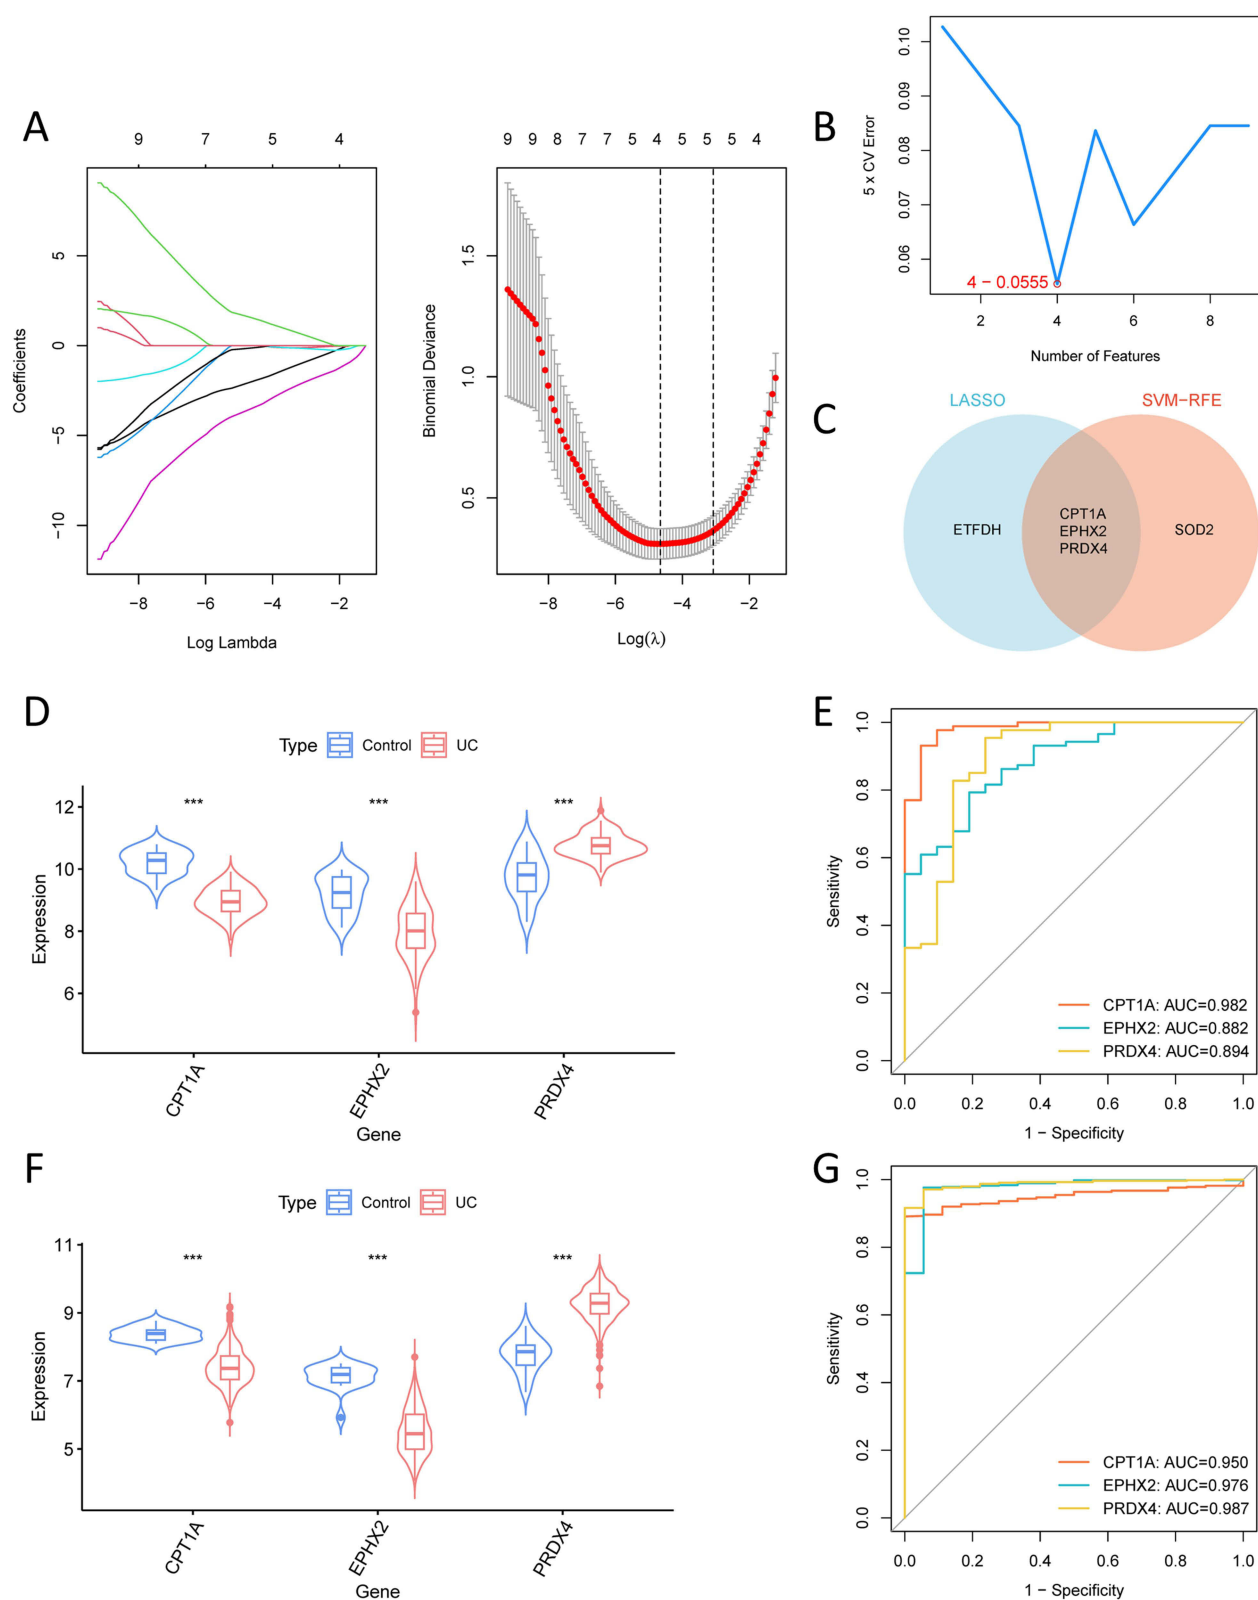 A
9 7 5 4
Coefficients
5
0
−5
−10
−8 −6 −4 −2
Log Lambda
9 9 8 7 7 5 4 5 5 5 4
Binomial Deviance
1.5
1.0
0.5
−8 −6 −4 −2
Log(λ)
B
5 x CV Error
0.10
0.09
0.08
0.07
0.06
4 − 0.0555
2 4 6 8
Number of Features
C
LASSO SVM−RFE
ETFDH
CPT1A
EPHX2
PRDX4
SOD2
D
Type Control UC
*** *** ***
Expression
12
10
8
6
CPT1A EPHX2 PRDX4
Gene
E
Sensitivity
1.0
0.8
0.6
0.4
0.2
0.0
CPT1A: AUC=0.982
EPHX2: AUC=0.882
PRDX4: AUC=0.894
0.0 0.2 0.4 0.6 0.8 1.0
1 − Specificity
F
Type Control UC
*** *** ***
Expression
11
9
7
5
CPT1A EPHX2 PRDX4
Gene
G
Sensitivity
1.0
0.8
0.6
0.4
0.2
0.0
CPT1A: AUC=0.950
EPHX2: AUC=0.976
PRDX4: AUC=0.987
0.0 0.2 0.4 0.6 0.8 1.0
1 − Specificity